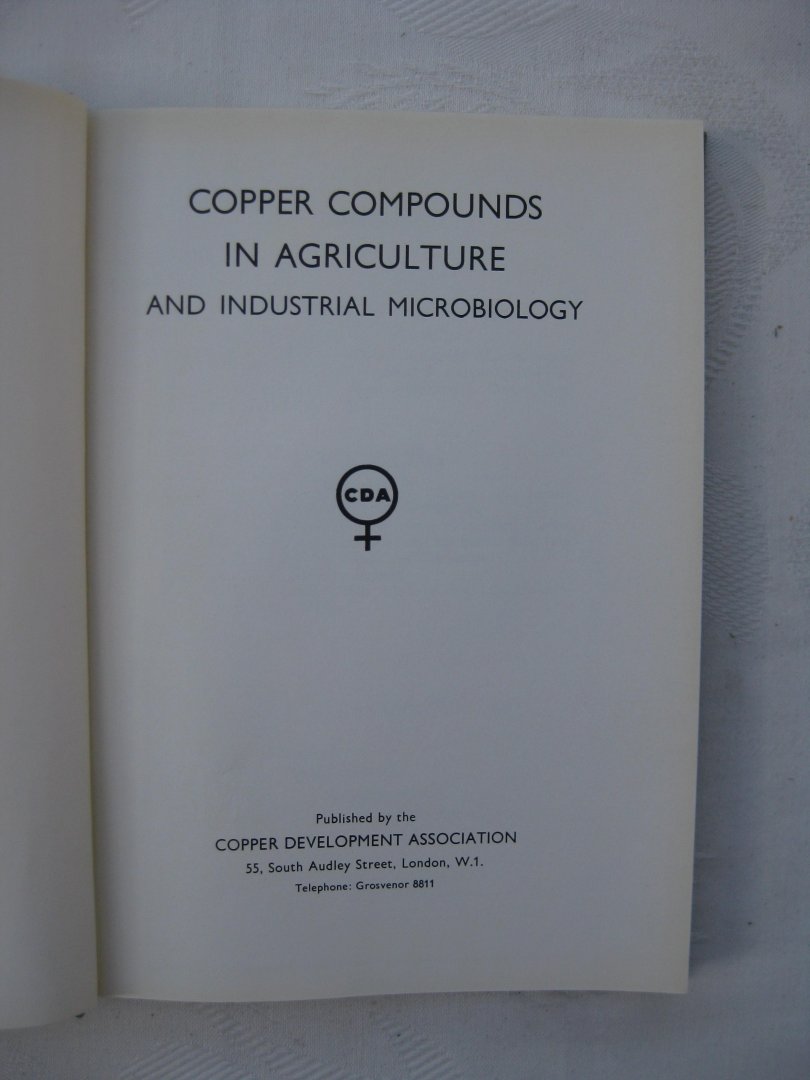 COPPER COMPOUNDS
IN AGRICULTURE
AND INDUSTRIAL MICROBIOLOGY
CDA
Published by the
COPPER DEVELOPMENT ASSOCIATION
55, South Audley Street, London, W.1.
Telephone: Grosvenor 8811